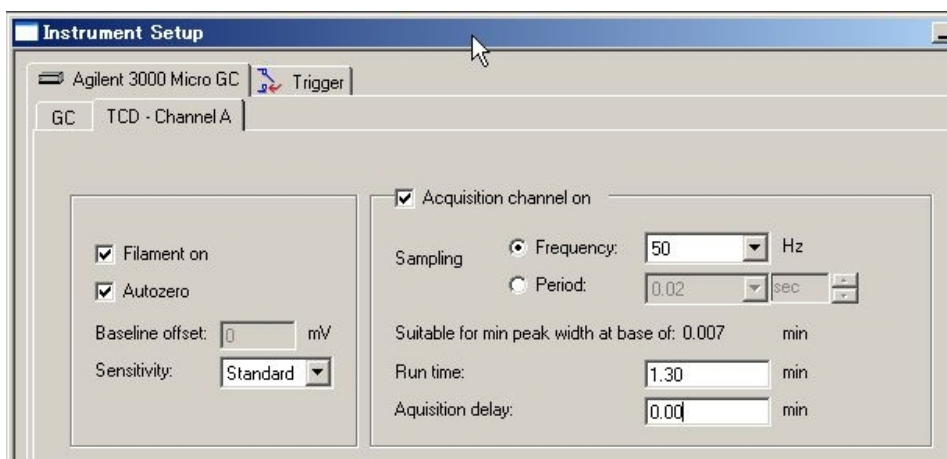 Instrument Setup
Agilent 3000 Micro GC Trigger
GC TCD - Channel A
Filament on
Autozero
Baseline offset: 0 mV
Sensitivity: Standard
Acquisition channel on
Sampling Frequency: 50 Hz
Period: 0.02 sec
Suitable for min peak width at base of: 0.007 min
Run time: 1.30 min
Aquisition delay: 0.00 min